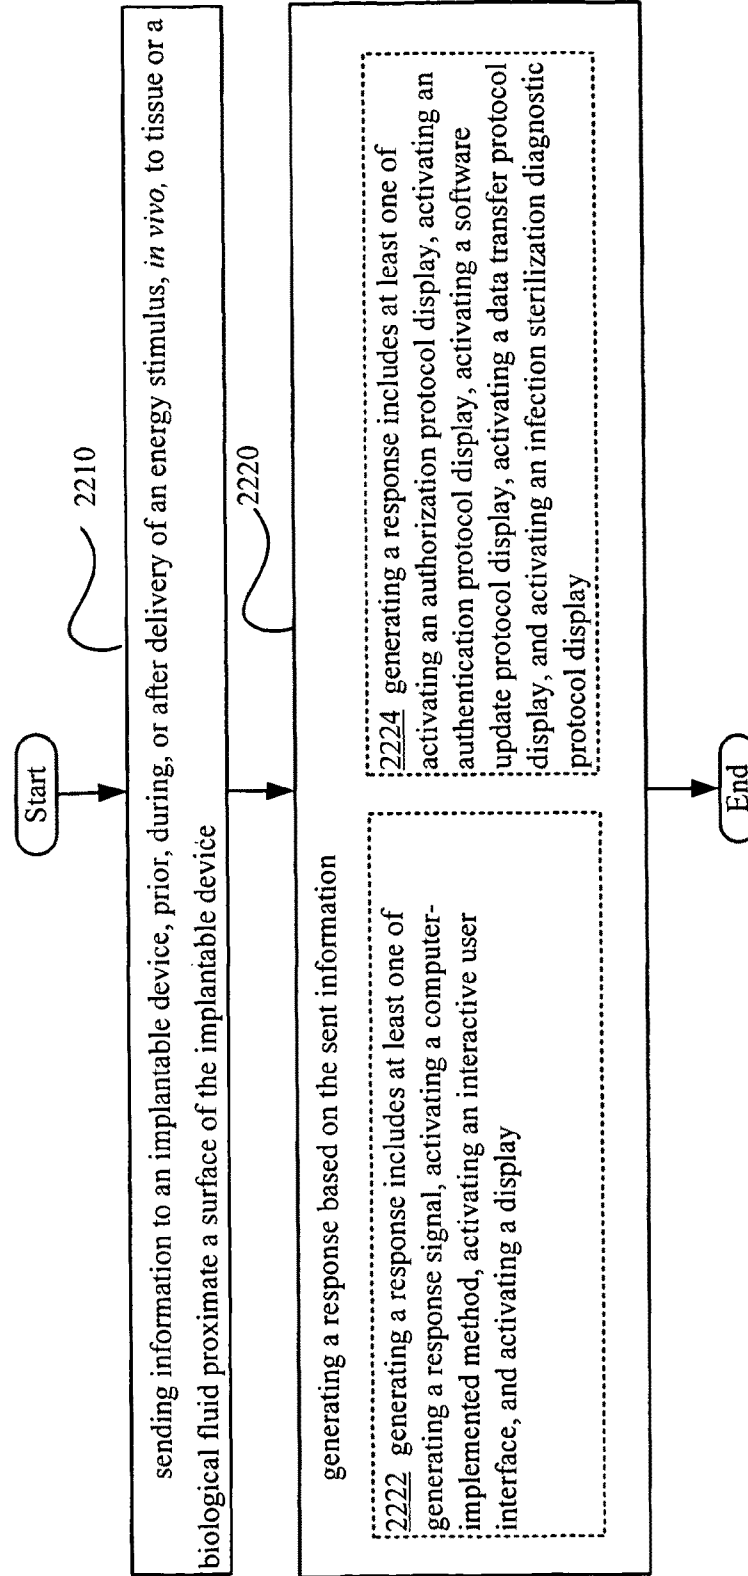 Start
2210
sending information to an implantable device, prior, during, or after delivery of an energy stimulus, in vivo, to tissue or a
biological fluid proximate a surface of the implantable device
2220
generating a response based on the sent information
2222 generating a response includes at least one of
generating a response signal, activating a computer-
implemented method, activating an interactive user
interface, and activating a display
2224 generating a response includes at least one of
activating an authorization protocol display, activating an
authentication protocol display, activating a software
update protocol display, activating a data transfer protocol
display, and activating an infection sterilization diagnostic
protocol display
End